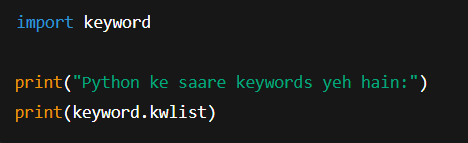 import keyword
print("Python ke saare keywords yeh hain:")
print(keyword.kwlist)